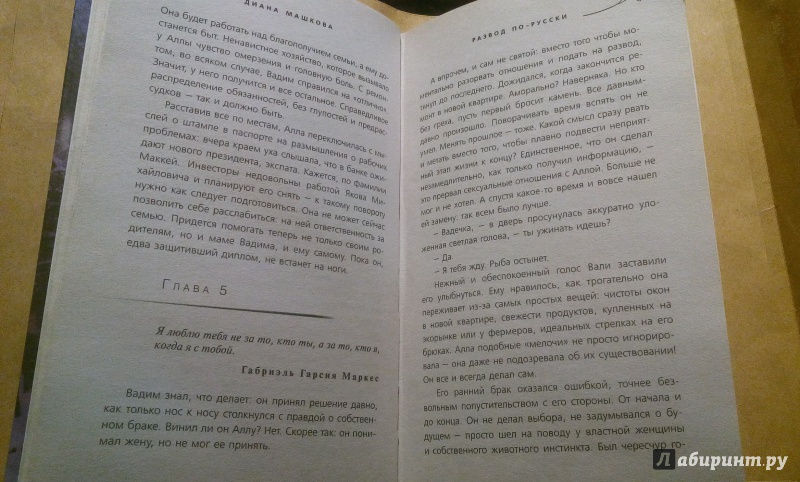 ДИАНА МАШКОВА
Она будет работать над благополучием семьи, а ему до-
станется быт. Ненавистное хозяйство, которое вызывало
у Аллы чувство омерзения и головную боль. С ремон-
том, во всяком случае, Вадим справился на «отлично».
Значит, у него получится и все остальное. Справедливое
распределение обязанностей, без глупостей и предрас-
судков – так и должно быть.
Расставив все по местам, Алла переключилась с мы-
слей о штампе в паспорте на размышления о рабочих
проблемах: вчера краем уха слышала, что в банке ожи-
дают нового президента, экспата. Кажется, по фамилии
Маккей. Инвесторы недовольны работой Якова Ми-
хайловича и планируют его снять – к такому повороту
нужно как следует подготовиться. Она не может сейчас
позволить себе расслабиться: на ней ответственность за
семью. Придется помогать теперь не только своим ро-
дителям, но и маме Вадима, и ему самому. Пока он,
едва защитивший диплом, не встанет на ноги.
ГЛАВА 5
Я люблю тебя не за то, кто ты, а за то, кто я,
когда я с тобой.
Габриэль Гарсиа Маркес
Вадим знал, что делает: он принял решение давно,
как только нос к носу столкнулся с правдой о собствен-
ном браке. Винил ли он Аллу? Нет. Скорее так: он пони-
мал жену, но не мог ее принять.
РАЗВОД ПО-РУССКИ
А впрочем, и сам не святой: вместо того чтобы мо-
ментально разорвать отношения и подать на развод,
тянул до последнего. Дожидался, когда закончится ре-
монт в новой квартире. Аморально? Наверняка. Но кто
без греха, пусть первый бросит камень. Все давным-
давно произошло. Поворачивать время вспять он не
умел. Менять прошлое – тоже. Какой смысл сразу рвать
и метать вместо того, чтобы плавно подвести неприят-
ный этап жизни к концу? Единственное, что он сделал
незамедлительно, как только получил информацию, –
это прервал сексуальные отношения с Аллой. Больше не
мог и не хотел. А спустя какое-то время и вовсе нашел
ей замену: так всем было лучше.
– Вадечка, – в дверь просунулась аккуратно уло-
женная светлая голова, – ты ужинать идешь?
– Да.
– Я тебя жду. Рыба остынет.
Нежный и обеспокоенный голос Вали заставили
его улыбнуться. Ему нравилось, как трогательно она
переживает из-за самых простых вещей: чистоты окон
в новой квартире, свежести продуктов, купленных на
экорынке или у фермеров, идеальных стрелках на его
брюках. Алла подобные «мелочи» не просто игнориро-
вала – она даже не подозревала об их существовании!
Он все и всегда делал сам.
Его ранний брак оказался ошибкой, точнее без-
вольным попустительством с его стороны. От начала и
до конца. Он не делал выбора, не задумывался о бу-
дущем – просто шел на поводу у властной женщины
и собственного животного инстинкта. Был чересчур го-
Лабиринт.ру